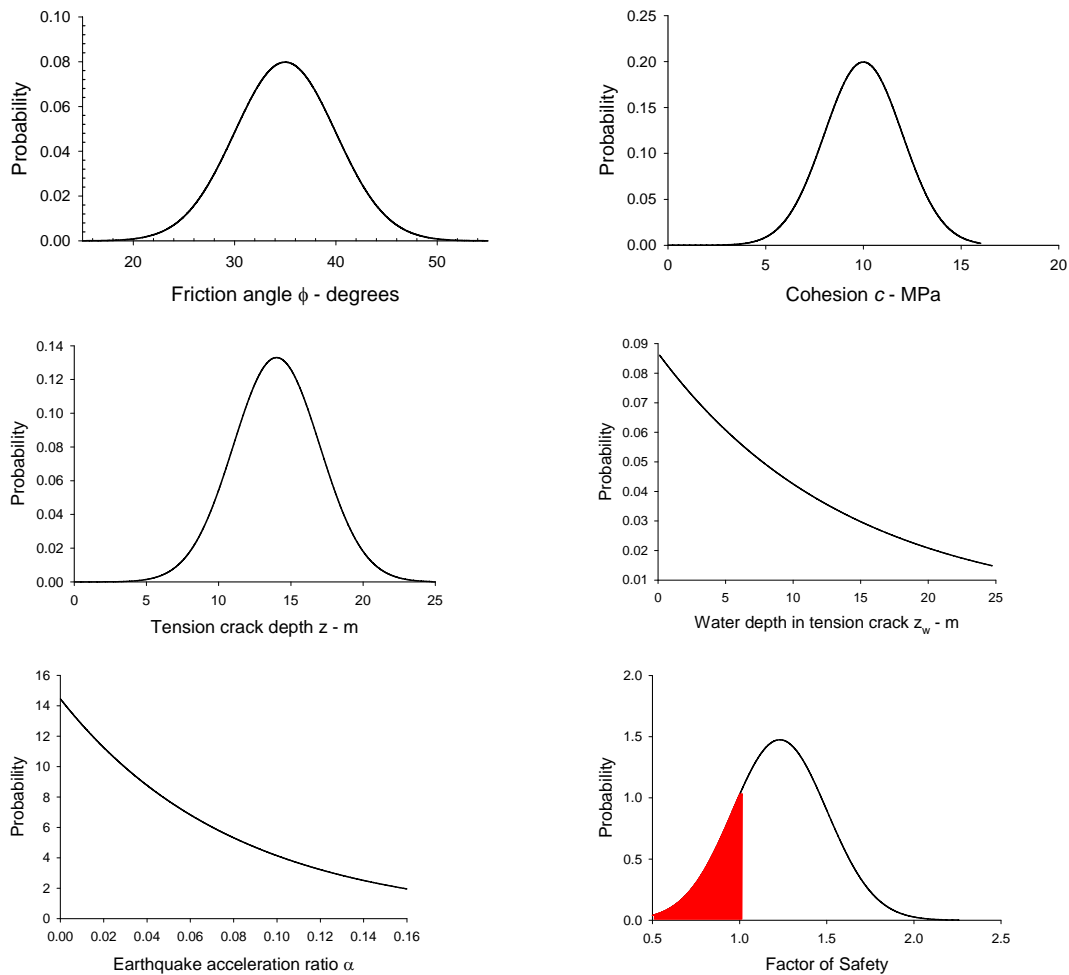 0.10
0.08
0.06
0.04
0.02
0.00
Probability
20 30 40 50
Friction angle ϕ - degrees
0.25
0.20
0.15
0.10
0.05
0.00
Probability
0 5 10 15 20
Cohesion c - MPa
0.14
0.12
0.10
0.08
0.06
0.04
0.02
0.00
Probability
0 5 10 15 20 25
Tension crack depth z - m
0.09
0.08
0.07
0.06
0.05
0.04
0.03
0.02
0.01
Probability
0 5 10 15 20 25
Water depth in tension crack z_w - m
16
14
12
10
8
6
4
2
0
Probability
0.00 0.02 0.04 0.06 0.08 0.10 0.12 0.14 0.16
Earthquake acceleration ratio α
2.0
1.5
1.0
0.5
0.0
Probability
0.5 1.0 1.5 2.0 2.5
Factor of Safety